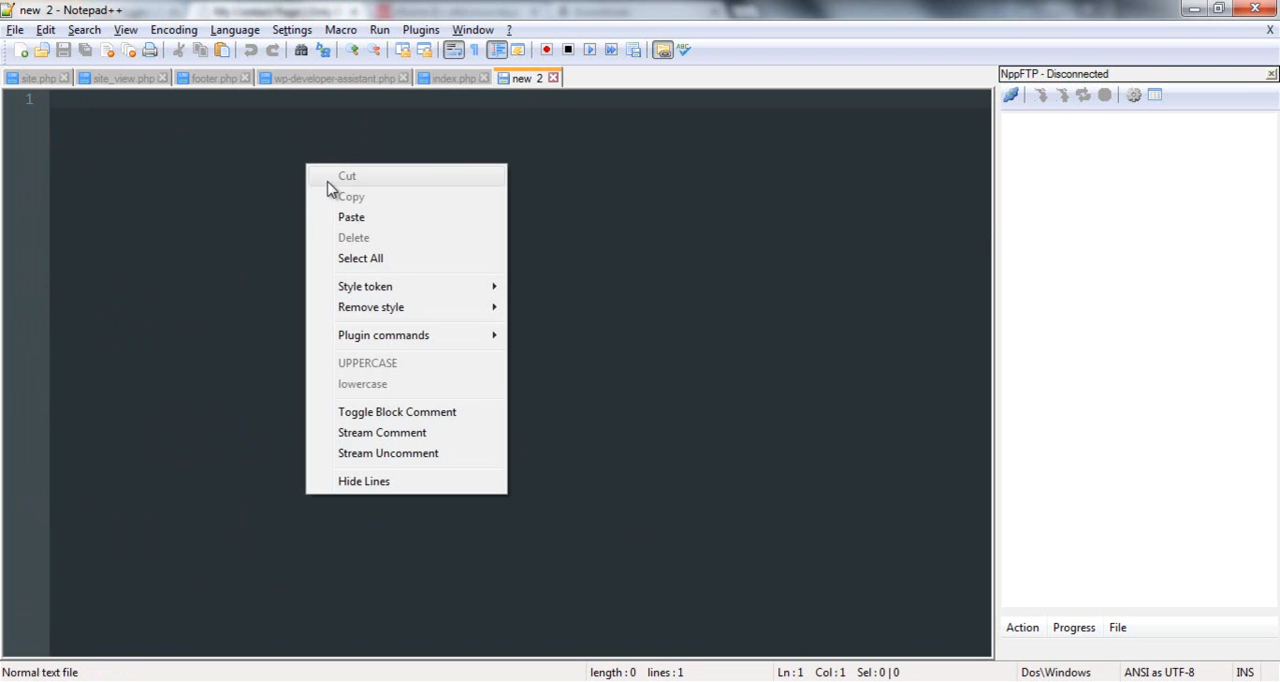 new 2 - Notepad++
File Edit Search View Encoding Language Settings Macro Run Plugins Window ? X
site.php site_view.php footer.php wp-developer-assistant.php index.php new 2
NppFTP - Disconnected
1
Cut
Copy
Paste
Delete
Select All
Style token
Remove style
Plugin commands
UPPERCASE
lowercase
Toggle Block Comment
Stream Comment
Stream Uncomment
Hide Lines
Action Progress File
Normal text file length : 0 lines : 1 Ln : 1 Col : 1 Sel : 0 | 0 Dos\Windows ANSI as UTF-8 INS